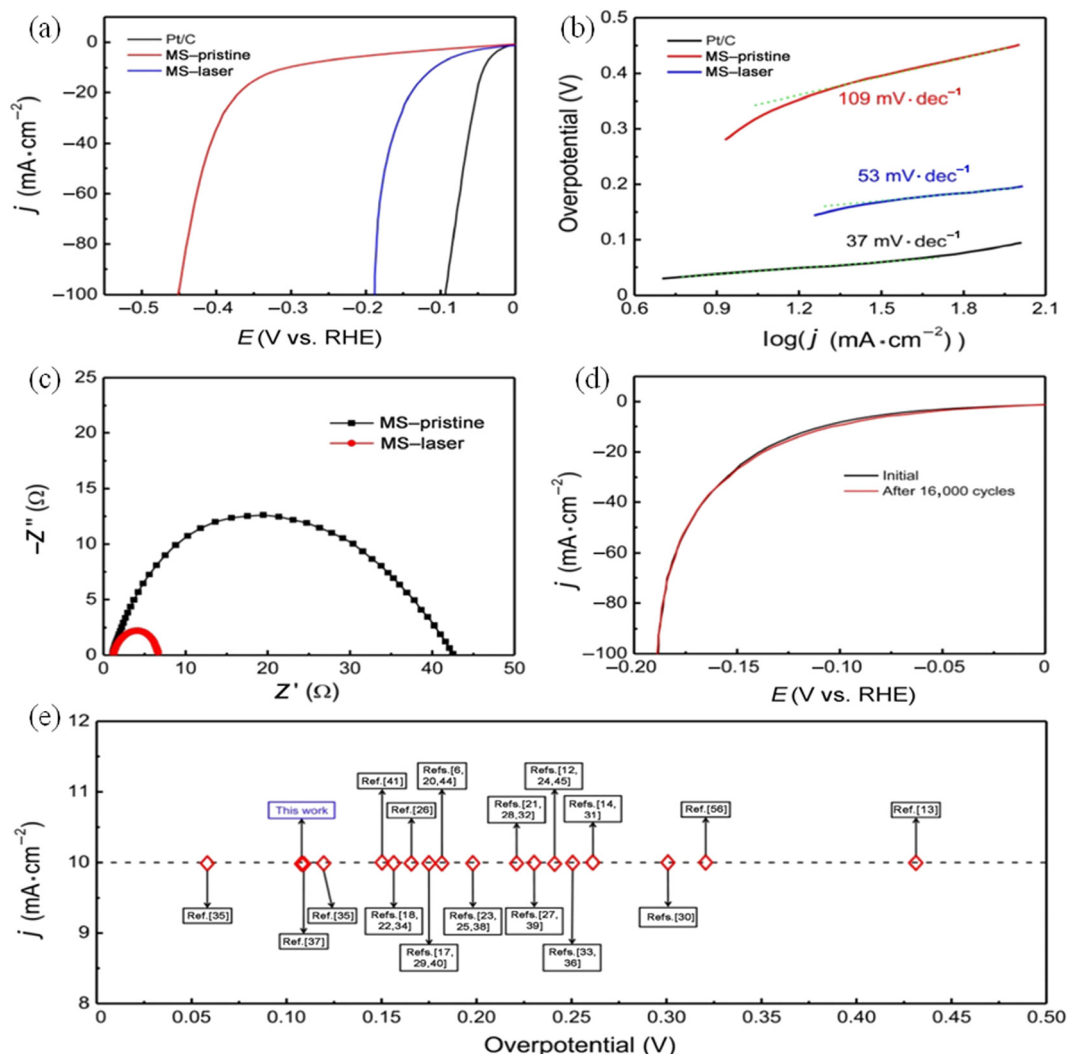 (a)
Pt/C
MS–pristine
MS–laser
0
−20
−40
−60
−80
−100
j (mA·cm−2)
−0.5
−0.4
−0.3
−0.2
−0.1
0
E (V vs. RHE)
(b)
Pt/C
MS–pristine
MS–laser
109 mV·dec−1
53 mV·dec−1
37 mV·dec−1
0.5
0.4
0.3
0.2
0.1
0
Overpotential (V)
0.6
0.9
1.2
1.5
1.8
2.1
log(j (mA·cm−2))
(c)
MS–pristine
MS–laser
25
20
15
10
5
0
−Z" (Ω)
0
10
20
30
40
50
Z' (Ω)
(d)
Initial
After 16,000 cycles
0
−20
−40
−60
−80
−100
j (mA·cm−2)
−0.20
−0.15
−0.10
−0.05
0
E (V vs. RHE)
(e)
12
11
10
9
8
j (mA·cm−2)
This work
Ref.[41]
Ref.[26]
Refs.[6,
20,44]
Refs.[21,
28,32]
Refs.[12,
24,45]
Refs.[14,
31]
Ref.[56]
Ref.[13]
Ref.[35]
Ref.[37]
Ref.[35]
Refs.[18,
22,34]
Refs.[17,
29,40]
Refs.[23,
25,38]
Refs.[27,
39]
Refs.[33,
36]
Refs.[30]
0
0.05
0.10
0.15
0.20
0.25
0.30
0.35
0.40
0.45
0.50
Overpotential (V)